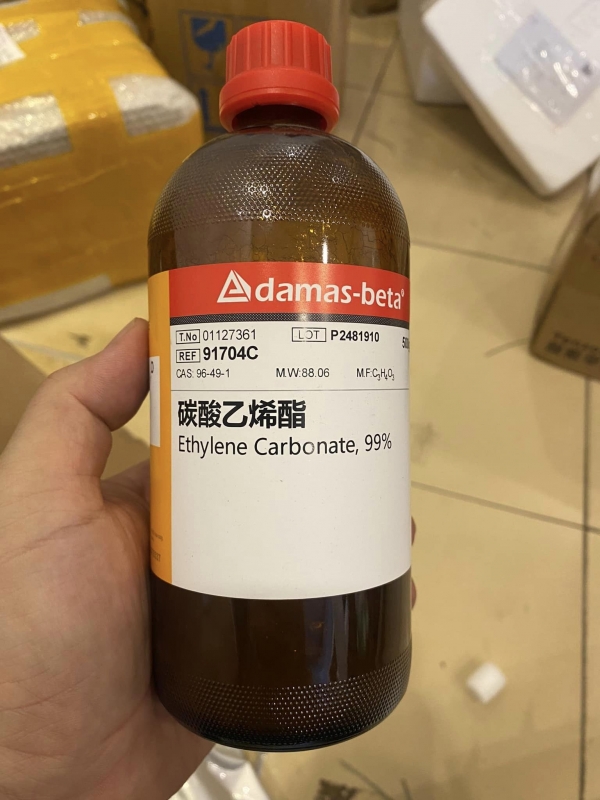 damas-beta®
T.No 01127361 LOT P2481910
REF 91704C
CAS: 96-49-1 M.W:88.06 M.F:C₃H₄O₃
碳酸乙烯酯
Ethylene Carbonate, 99%